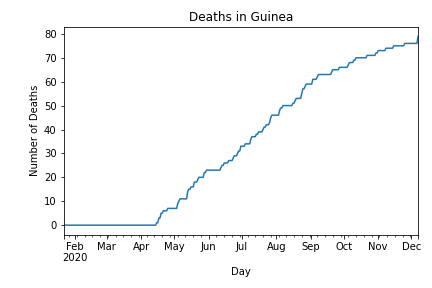 Deaths in Guinea
Number of Deaths
80
70
60
50
40
30
20
10
0
Feb Mar Apr May Jun Jul Aug Sep Oct Nov Dec
2020
Day